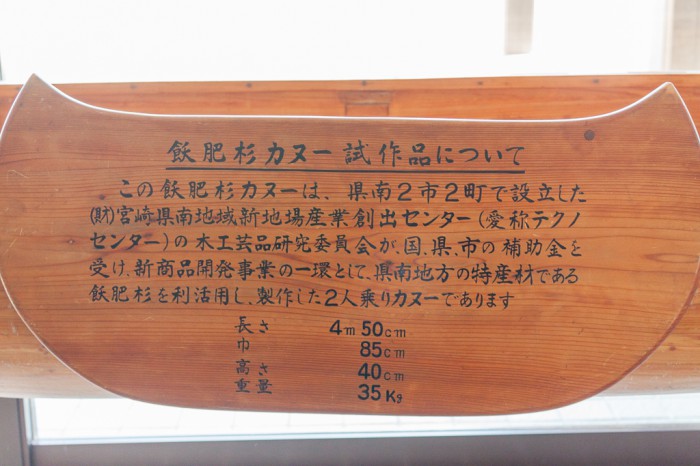 飫肥杉カヌー試作品について
この飫肥杉カヌーは、県南2市2町で設立した
(財)宮崎県南地域新地場産業創出センター(愛称テクノ
センター)の木工芸品研究委員会が、国、県、市の補助金を
受け、新商品開発事業の一環として、県南地方の特産材である
飫肥杉を利活用し、製作した2人乗りカヌーであります
長さ 4m50cm
巾 85cm
高さ 40cm
重量 35Kg